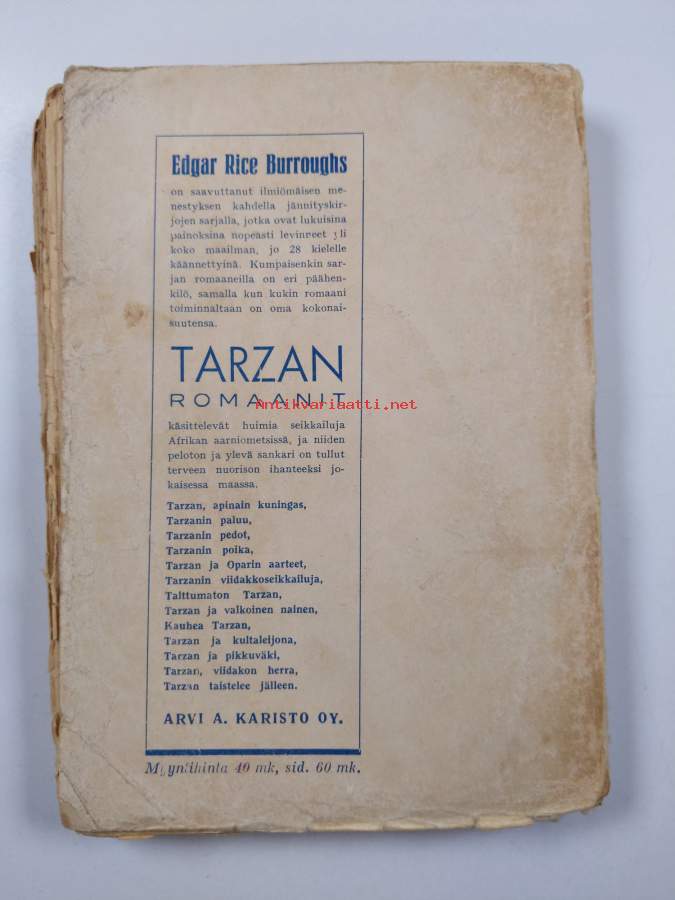 Edgar Rice Burroughs
on saavuttanut ilmiömäisen me-
nestyksen kahdella jännityskir-
jojen sarjalla, jotka ovat lukuisina
painoksina nopeasti levinneet yli
koko maailman, jo 28 kielelle
käännettyinä. Kumpaisenkin sar-
jan romaaneilla on eri päähen-
kilö, samalla kun kukin romaani
toiminnaltaan on oma kokonai-
suutensa.
TARZAN
ROMAANIT
Antikvariaatti.net
käsittelevät huimia seikkailuja
Afrikan aarniometsissä, ja niiden
peloton ja ylevä sankari on tullut
terveen nuorison ihanteeksi jo-
kaisessa maassa.
Tarzan, apinain kuningas,
Tarzanin paluu,
Tarzanin pedot,
Tarzanin poika,
Tarzan ja Oparin aarteet,
Tarzanin viidakkoseikkailuja,
Talttumaton Tarzan,
Tarzan ja valkoinen nainen,
Kauhea Tarzan,
Tarzan ja kultaleijona,
Tarzan ja pikkuväki,
Tarzan, viidakon herra,
Tarzan taistelee jälleen.
ARVI A. KARISTO OY.
Myyntihinta 40 mk, sid. 60 mk.